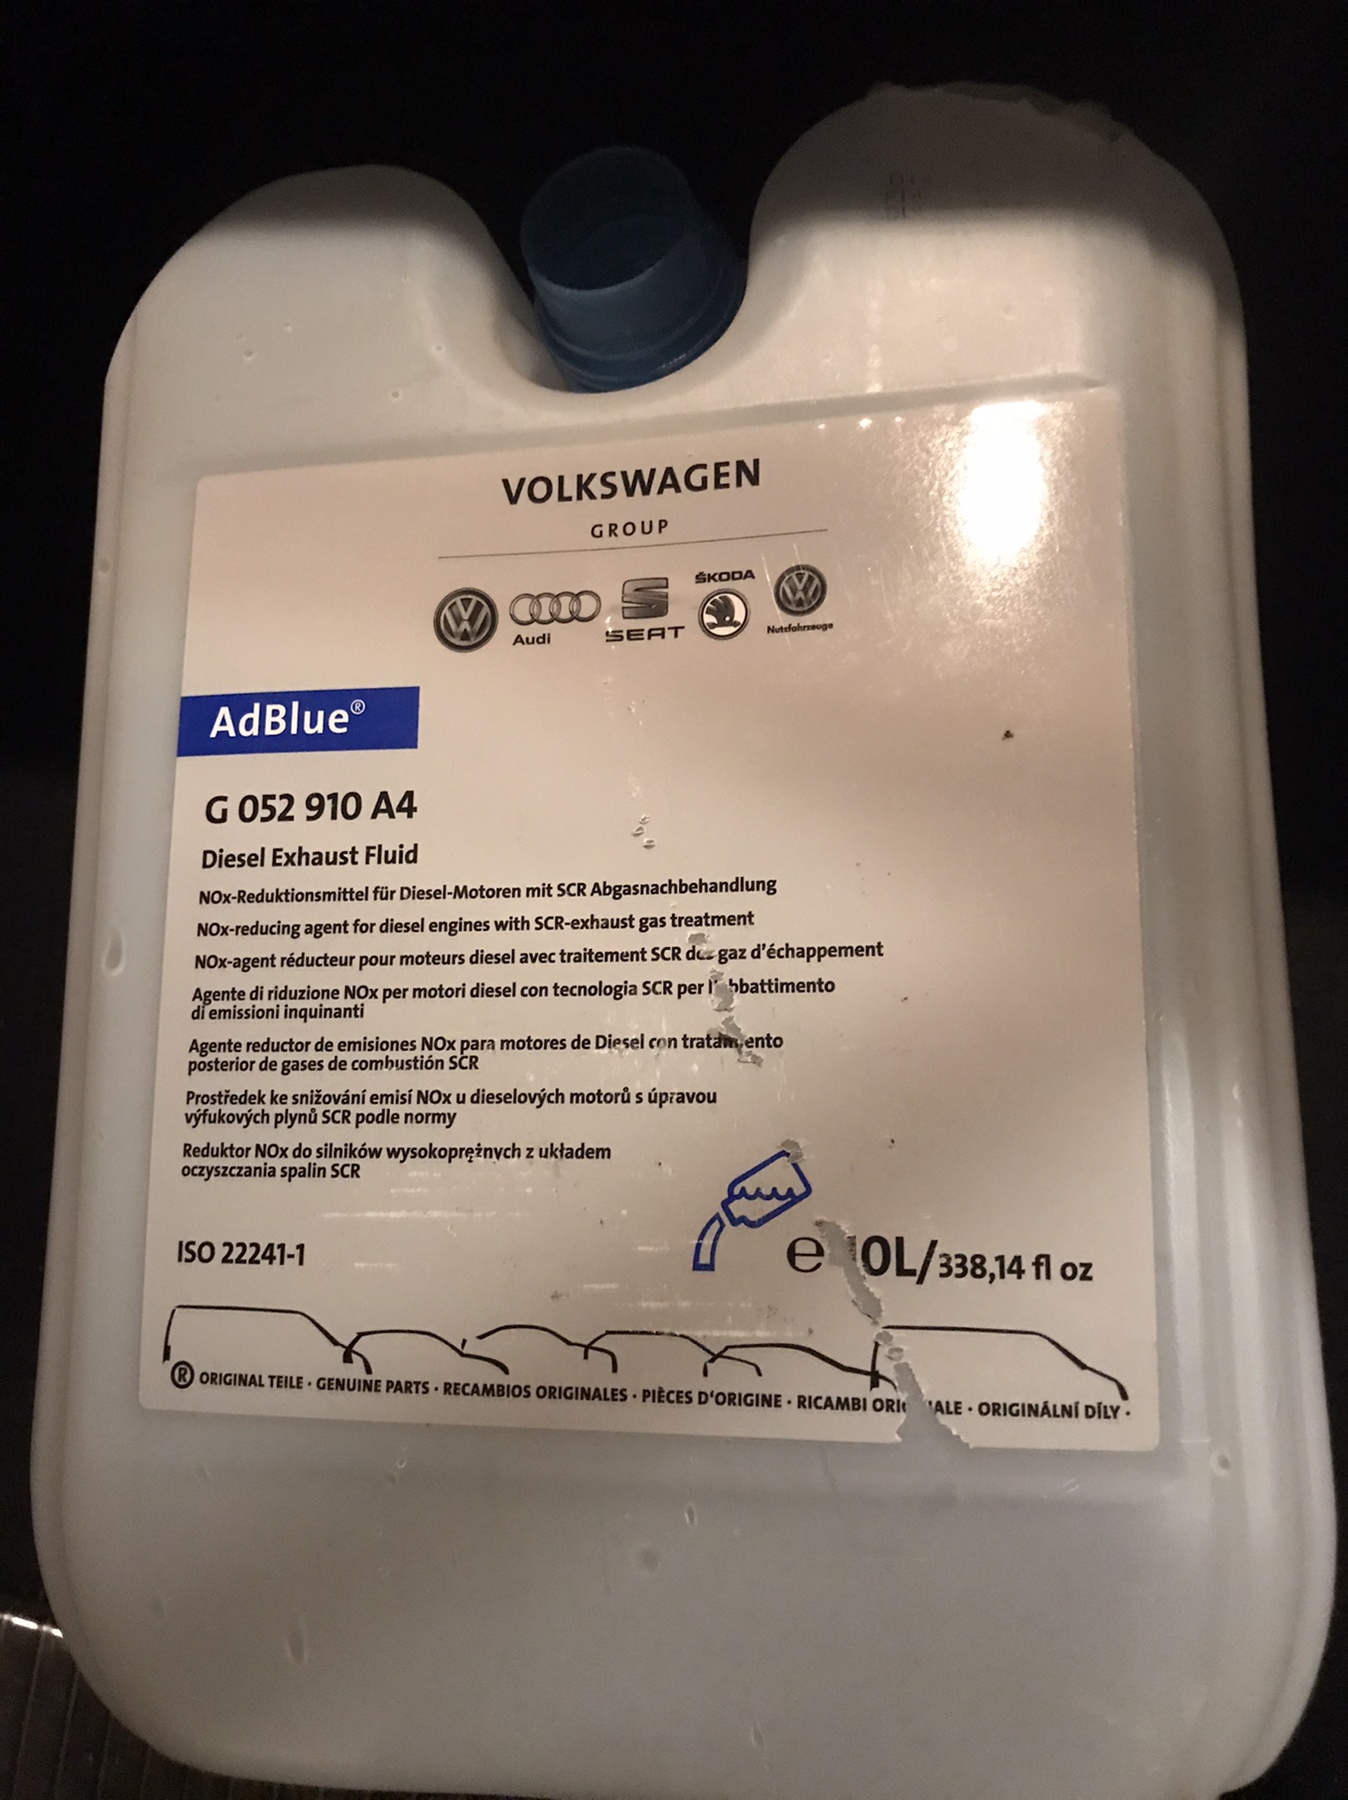 VOLKSWAGEN
GROUP
Audi
SEAT
ŠKODA
Nutzfahrzeuge
AdBlue®
G 052 910 A4
Diesel Exhaust Fluid
NOx-Reduktionsmittel für Diesel-Motoren mit SCR Abgasnachbehandlung
NOx-reducing agent for diesel engines with SCR-exhaust gas treatment
NOx-agent réducteur pour moteurs diesel avec traitement SCR des gaz d'échappement
Agente di riduzione NOx per motori diesel con tecnologia SCR per l'abbattimento
di emissioni inquinanti
Agente reductor de emisiones NOx para motores de Diesel con tratamiento
posterior de gases de combustión SCR
Prostředek ke snižování emisí NOx u dieselových motorů s úpravou
výfukových plynů SCR podle normy
Reduktor NOx do silników wysokoprężnych z układem
oczyszczania spalin SCR
ISO 22241-1
℮ 10L/338,14 fl oz
® ORIGINAL TEILE · GENUINE PARTS · RECAMBIOS ORIGINALES · PIÈCES D'ORIGINE · RICAMBI ORIGINALE · ORIGINÁLNÍ DÍLY ·